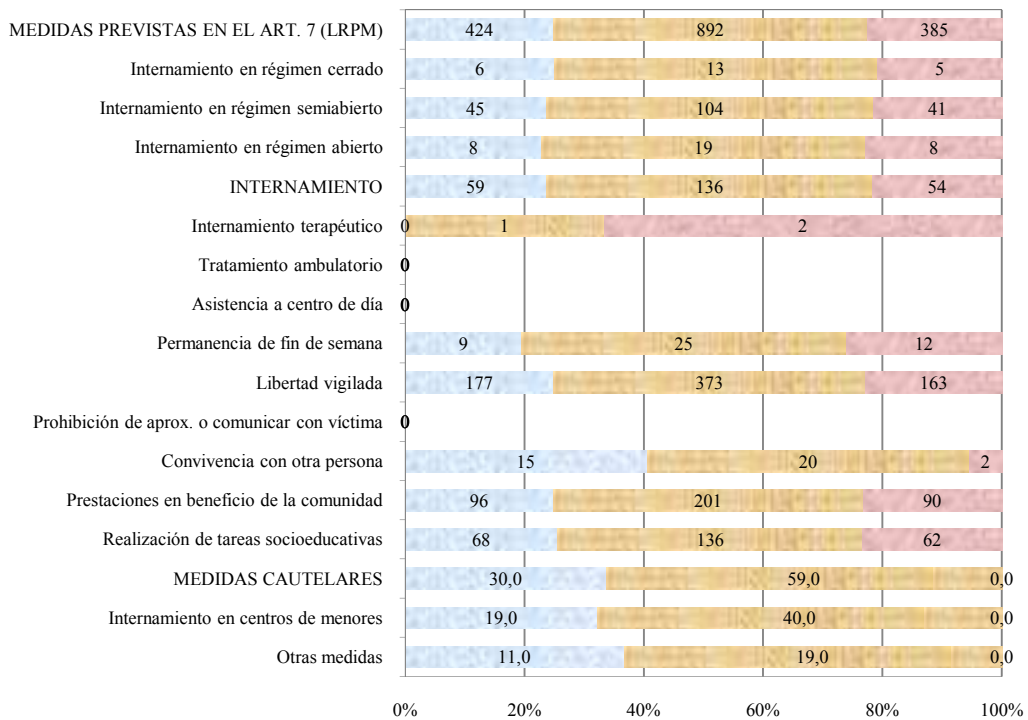 MEDIDAS PREVISTAS EN EL ART. 7 (LRPM) 424 892 385
Internamiento en régimen cerrado 6 13 5
Internamiento en régimen semiabierto 45 104 41
Internamiento en régimen abierto 8 19 8
INTERNAMIENTO 59 136 54
Internamiento terapéutico 0 1 2
Tratamiento ambulatorio 0
Asistencia a centro de día 0
Permanencia de fin de semana 9 25 12
Libertad vigilada 177 373 163
Prohibición de aprox. o comunicar con víctima 0
Convivencia con otra persona 15 20 2
Prestaciones en beneficio de la comunidad 96 201 90
Realización de tareas socioeducativas 68 136 62
MEDIDAS CAUTELARES 30,0 59,0 0,0
Internamiento en centros de menores 19,0 40,0 0,0
Otras medidas 11,0 19,0 0,0
0% 20% 40% 60% 80% 100%